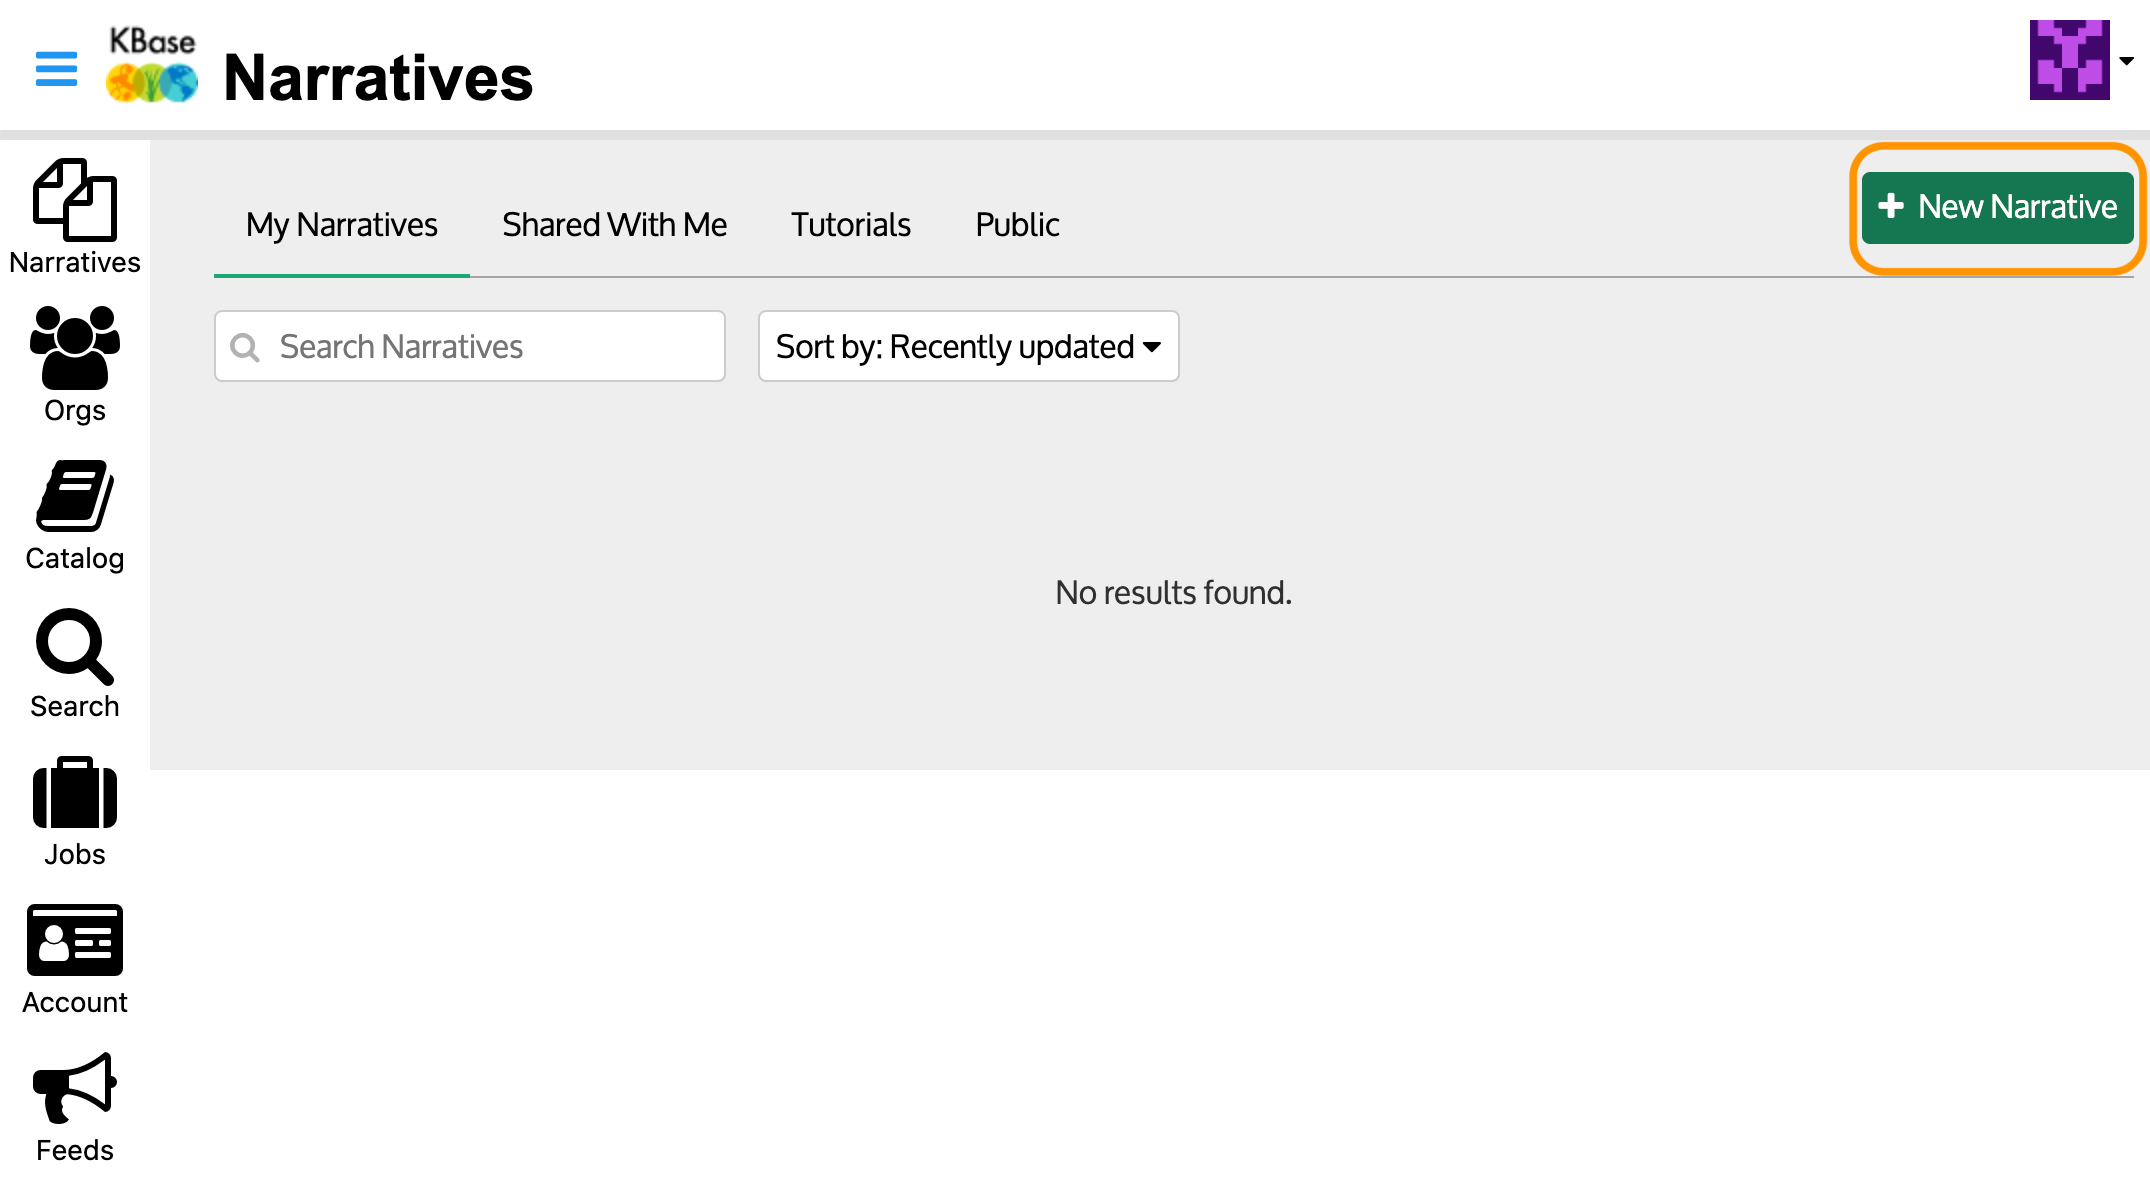 KBase
Narratives
Narratives
Orgs
Catalog
Search
Jobs
Account
Feeds
My Narratives Shared With Me Tutorials Public
New Narrative
Search Narratives
Sort by: Recently updated
No results found.